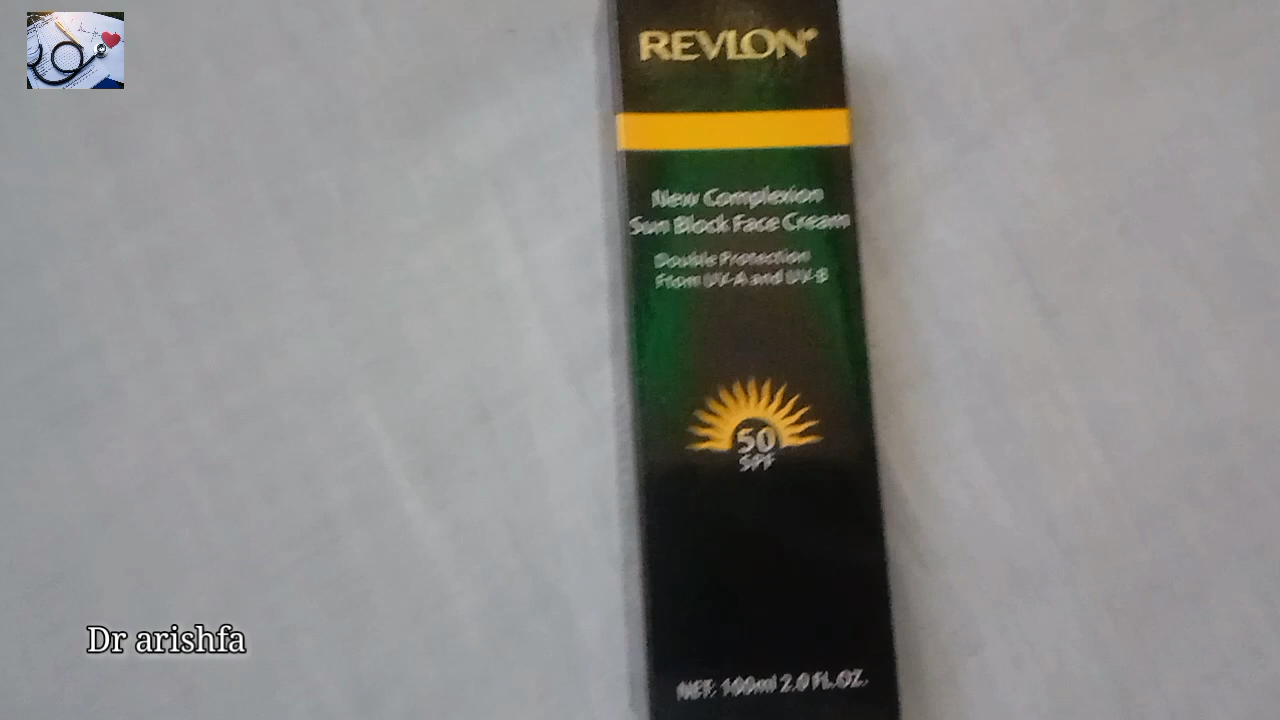 REVLON®
New Complexion
Sun Block Face Cream
Double Protection
From UV-A and UV-B
50
SPF
NET: 100ml 2.0 FL.OZ.
Dr arishfa